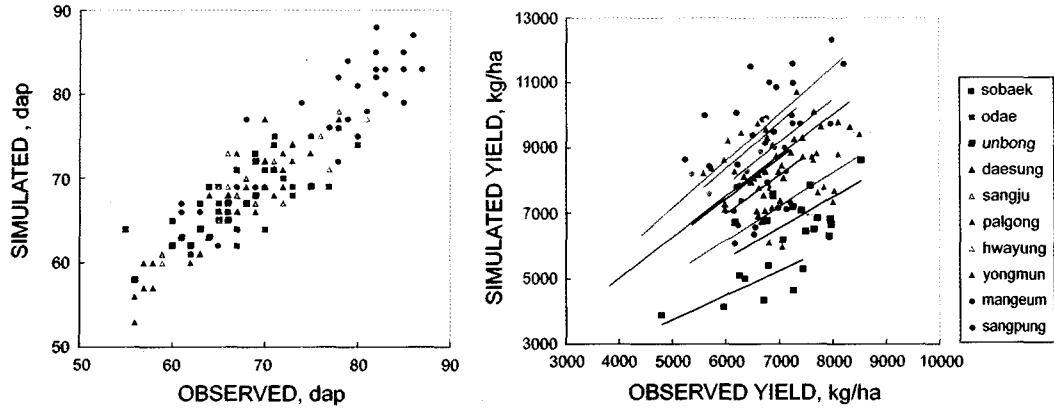 90
80
70
60
50
SIMULATED , dap
50 60 70 80 90
OBSERVED, dap
13000
11000
9000
7000
5000
3000
SIMULATED YIELD, kg/ha
3000 4000 5000 6000 7000 8000 9000 10000
OBSERVED YIELD, kg/ha
sobaek
odae
unbong
daesung
sangju
palgong
hwayung
yongmun
mangeum
sangpung